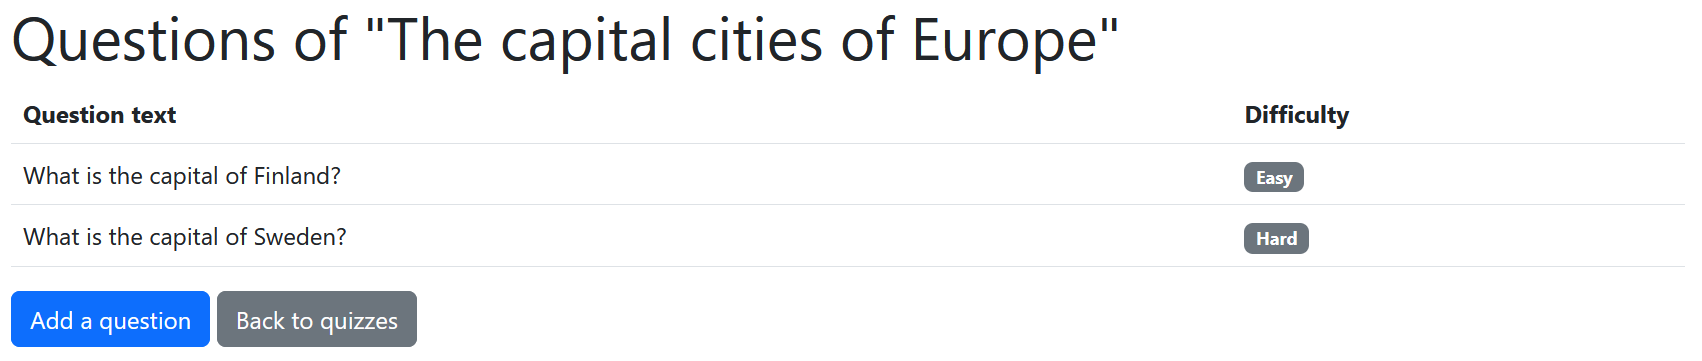 Questions of "The capital cities of Europe"
Question text Difficulty
What is the capital of Finland? Easy
What is the capital of Sweden? Hard
Add a question Back to quizzes